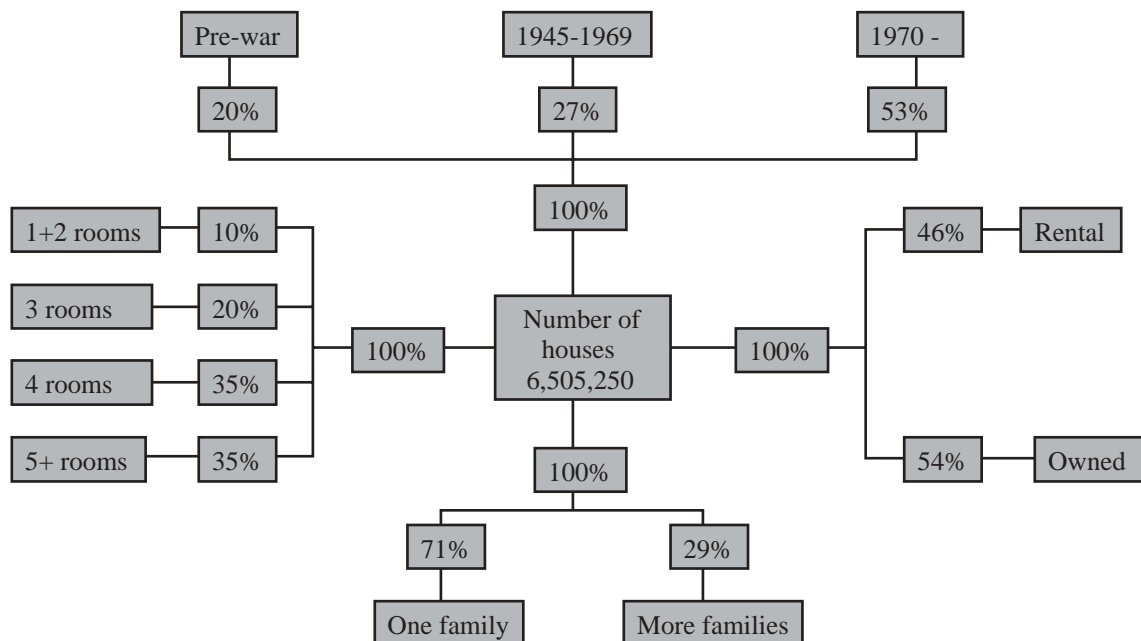 Pre-war
1945-1969
1970 -
20%
27%
53%
100%
1+2 rooms
10%
46%
Rental
3 rooms
20%
Number of
houses
6,505,250
100%
100%
4 rooms
35%
5+ rooms
35%
54%
Owned
100%
71%
29%
One family
More families